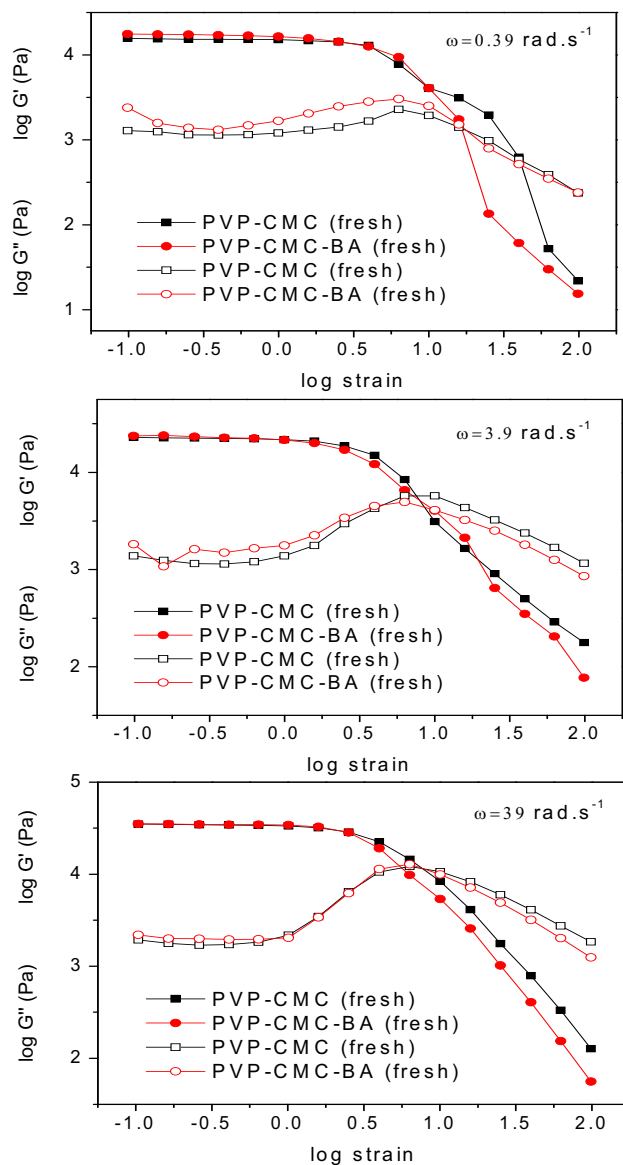 ω=0.39 rad.s-1
log G' (Pa)
log G'' (Pa)
4
3
2
1
PVP-CMC (fresh)
PVP-CMC-BA (fresh)
PVP-CMC (fresh)
PVP-CMC-BA (fresh)
-1.0 -0.5 0.0 0.5 1.0 1.5 2.0
log strain
ω=3.9 rad.s-1
log G' (Pa)
log G'' (Pa)
4
3
2
PVP-CMC (fresh)
PVP-CMC-BA (fresh)
PVP-CMC (fresh)
PVP-CMC-BA (fresh)
-1.0 -0.5 0.0 0.5 1.0 1.5 2.0
log strain
5
ω=39 rad.s-1
log G' (Pa)
log G'' (Pa)
4
3
2
PVP-CMC (fresh)
PVP-CMC-BA (fresh)
PVP-CMC (fresh)
PVP-CMC-BA (fresh)
-1.0 -0.5 0.0 0.5 1.0 1.5 2.0
log strain